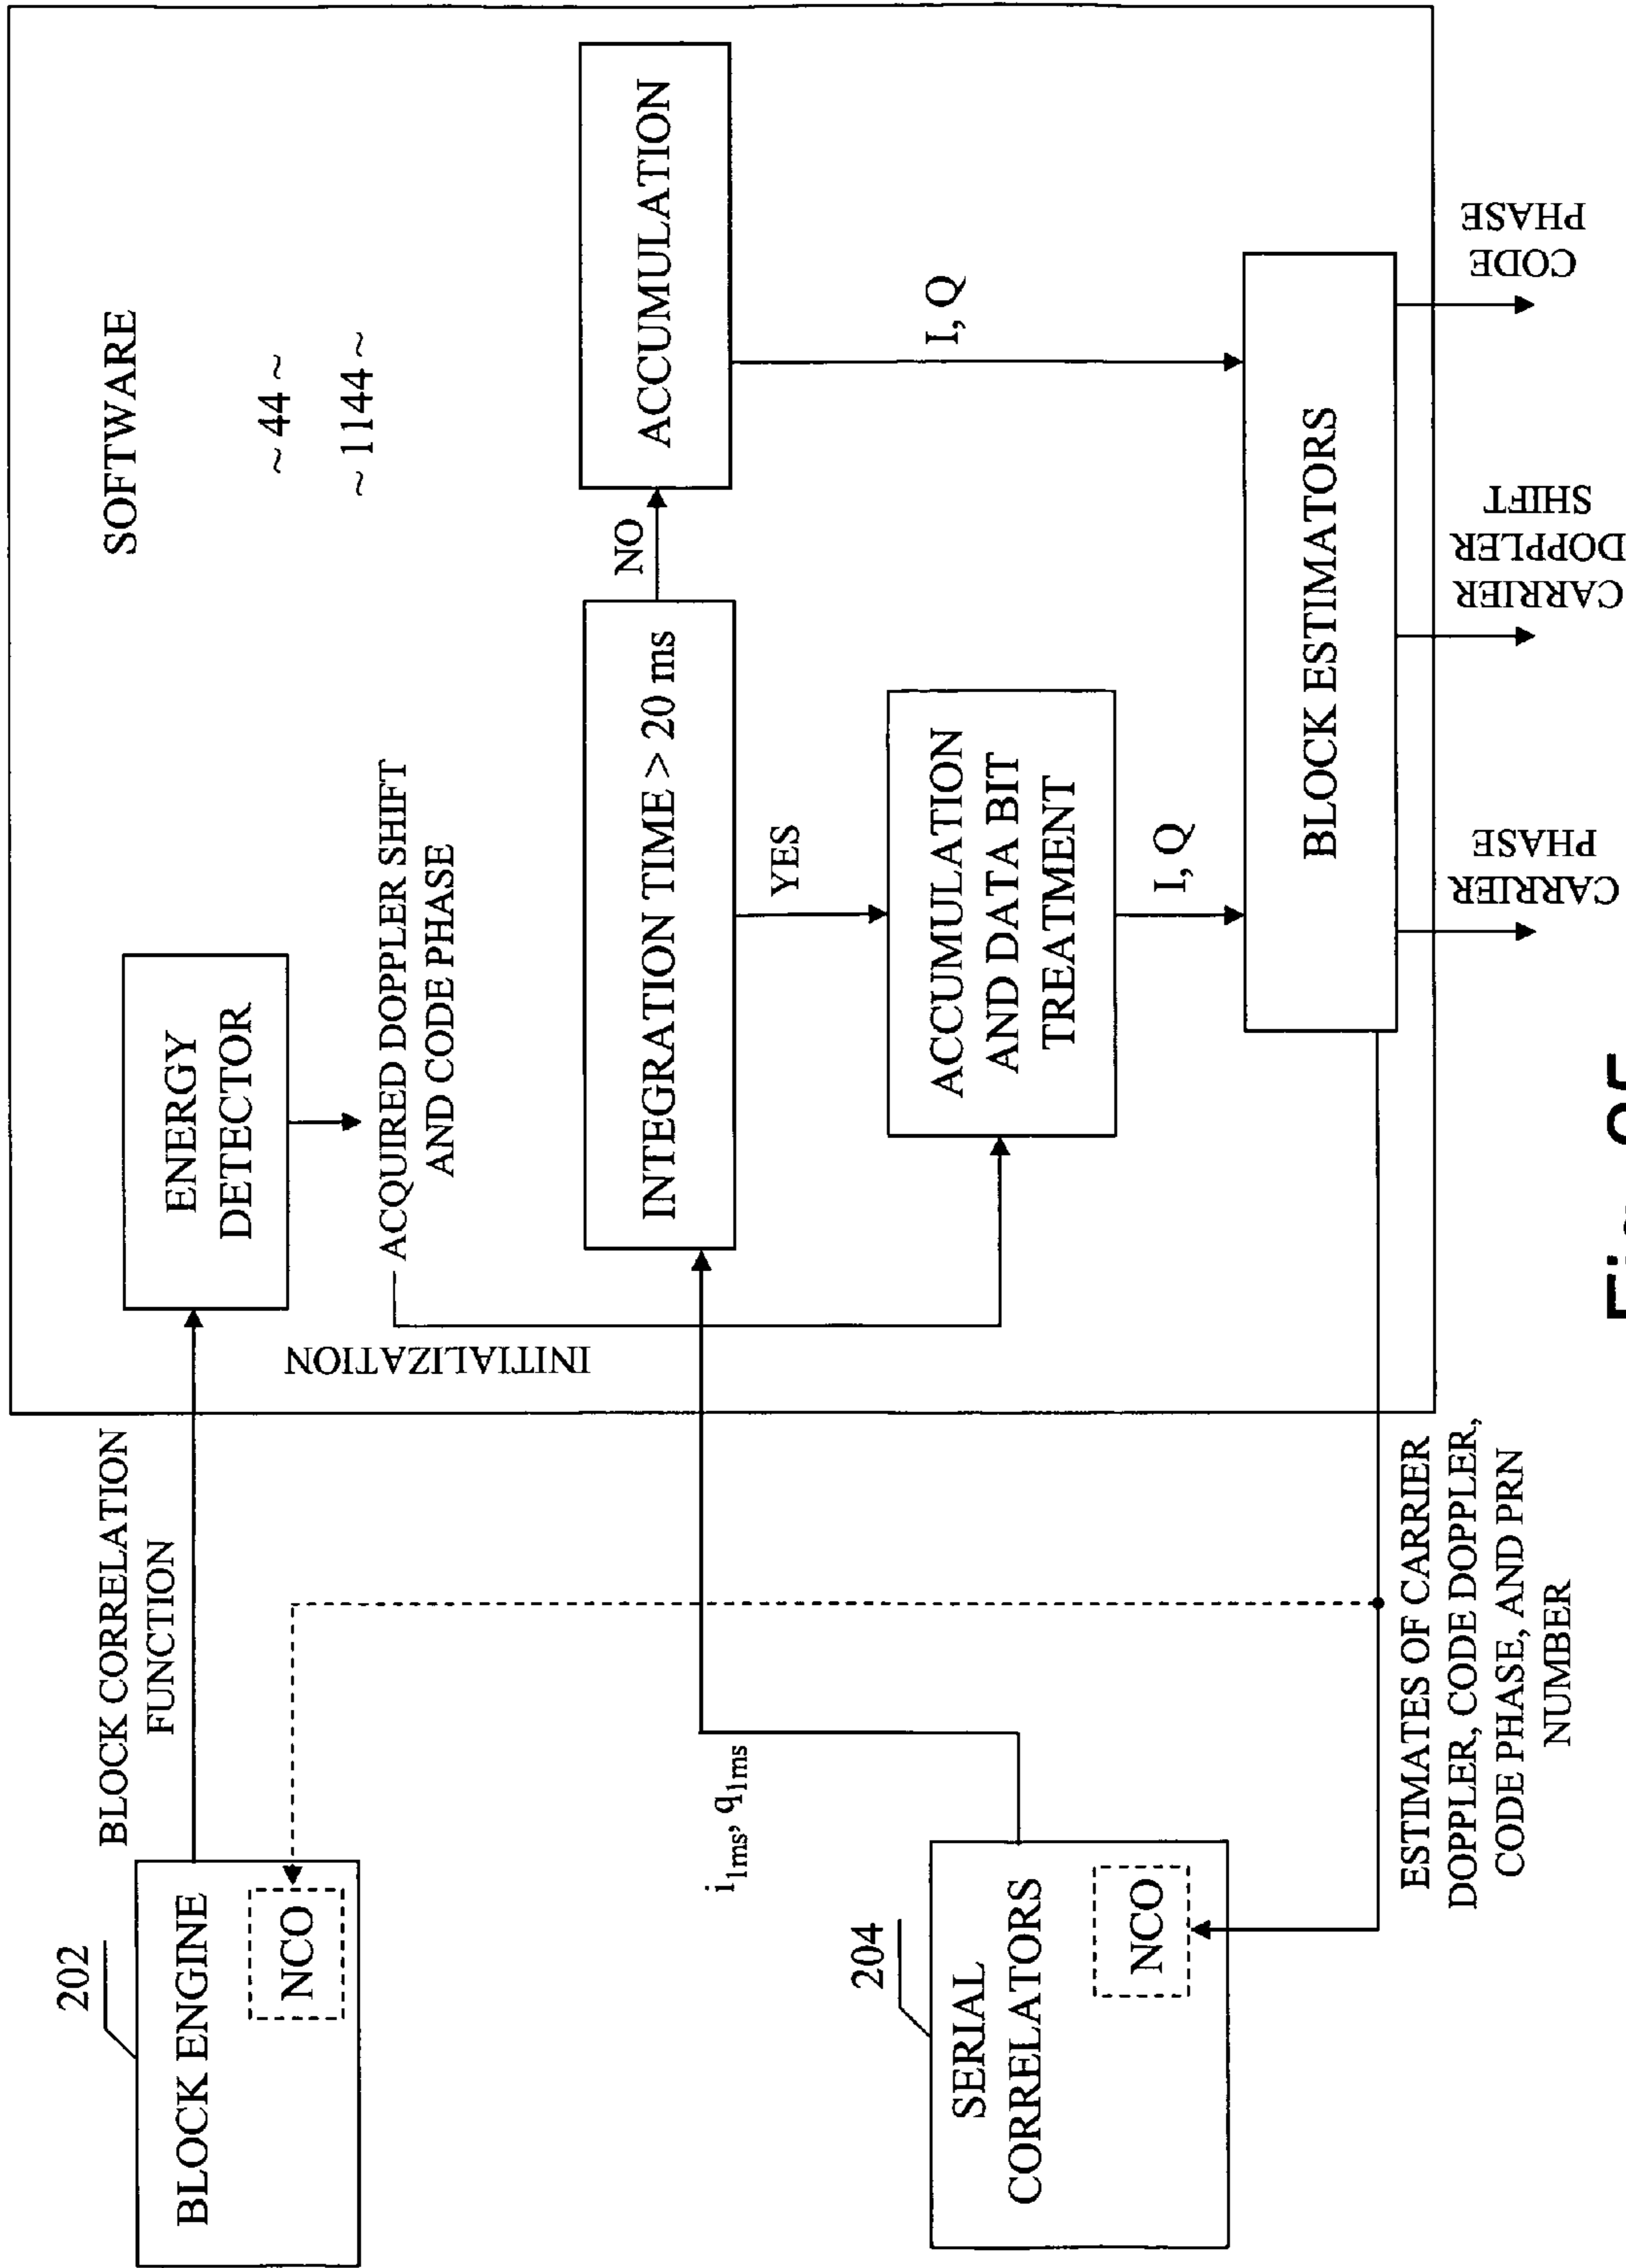 202
BLOCK ENGINE
NCO
BLOCK CORRELATION
FUNCTION
ENERGY
DETECTOR
SOFTWARE
~ 44 ~
~ 1144 ~
ACQUIRED DOPPLER SHIFT
AND CODE PHASE
INITIALIZATION
i1ms, q1ms
INTEGRATION TIME > 20 ms
NO
ACCUMULATION
YES
204
SERIAL
CORRELATORS
NCO
ACCUMULATION
AND DATA BIT
TREATMENT
I, Q
I, Q
BLOCK ESTIMATORS
ESTIMATES OF CARRIER
DOPPLER, CODE DOPPLER,
CODE PHASE, AND PRN
NUMBER
CARRIER
PHASE
CARRIER
DOPPLER
SHIFT
CODE
PHASE